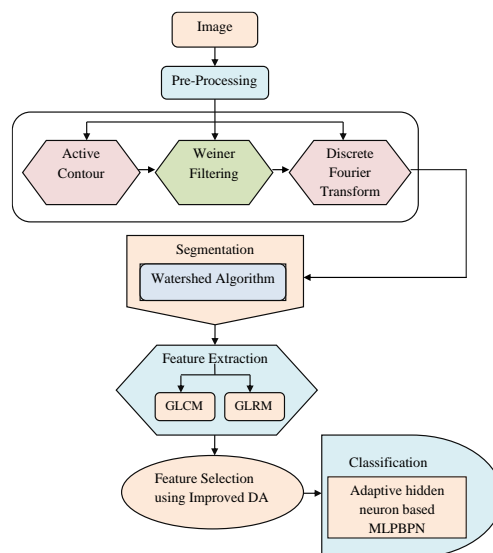 Image
Pre-Processing
Active
Contour
Weiner
Filtering
Discrete
Fourier
Transform
Segmentation
Watershed Algorithm
Feature Extraction
GLCM
GLRM
Feature Selection
using Improved DA
Classification
Adaptive hidden
neuron based
MLPBPN